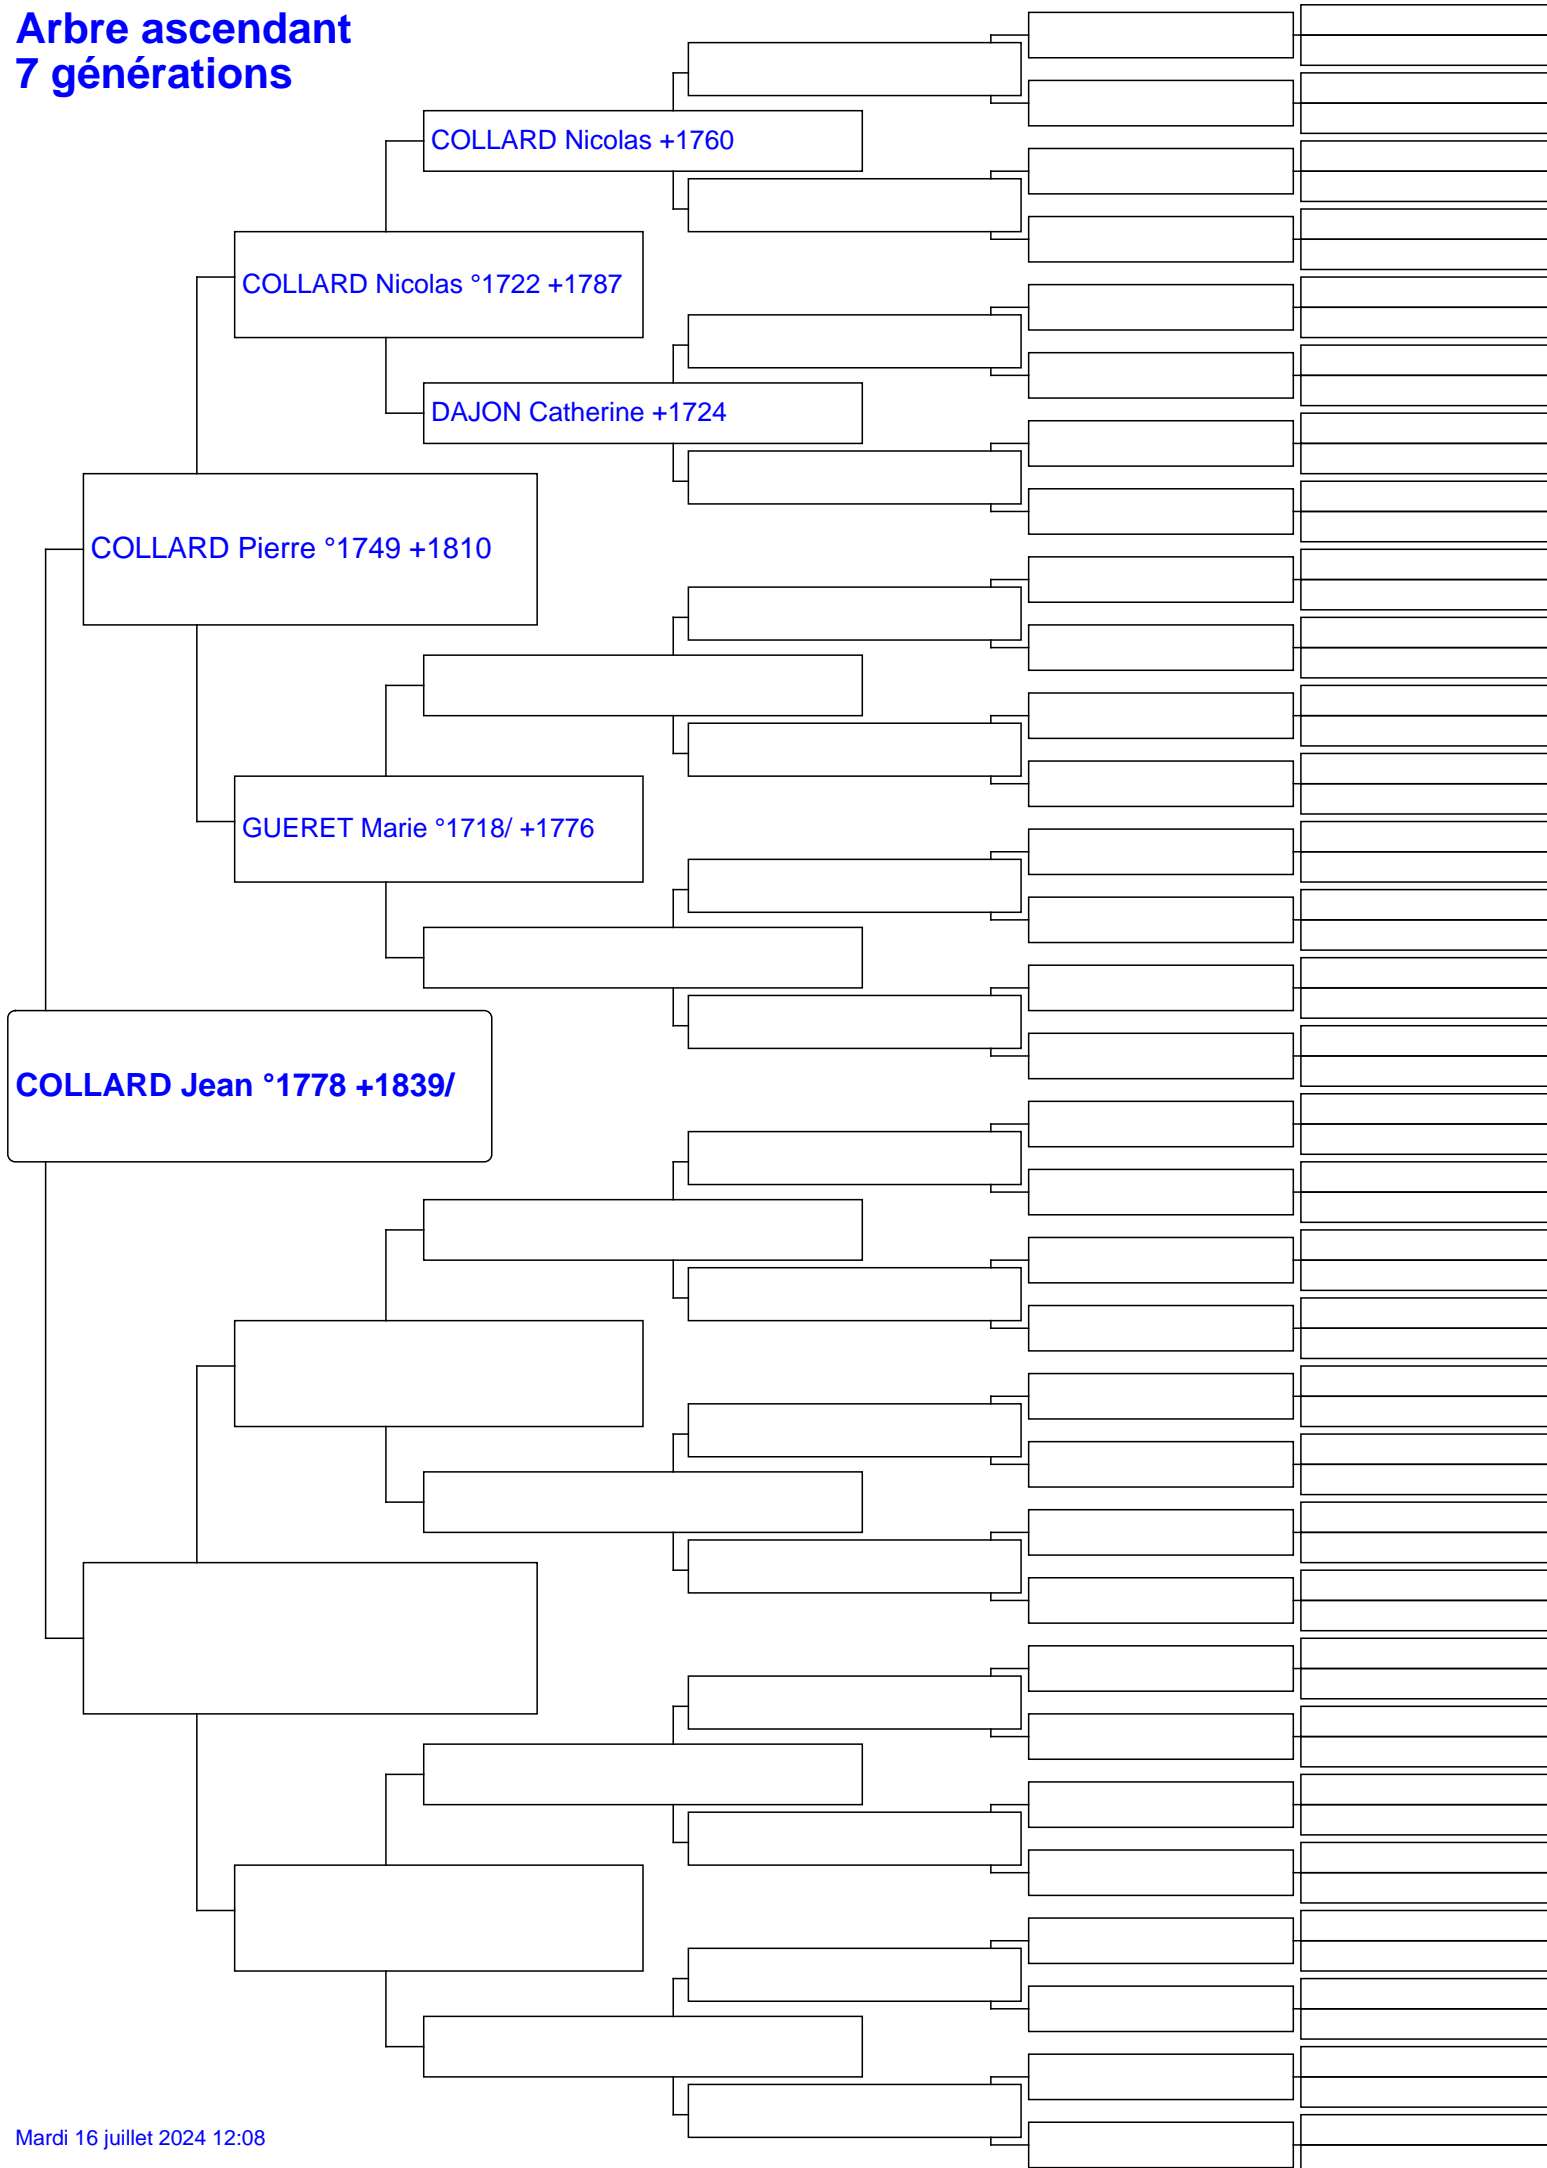 Arbre ascendant
7 générations
COLLARD Nicolas +1760
COLLARD Nicolas °1722 +1787
DAJON Catherine +1724
COLLARD Pierre °1749 +1810
GUERET Marie °1718/ +1776
COLLARD Jean °1778 +1839/
Mardi 16 juillet 2024 12:08